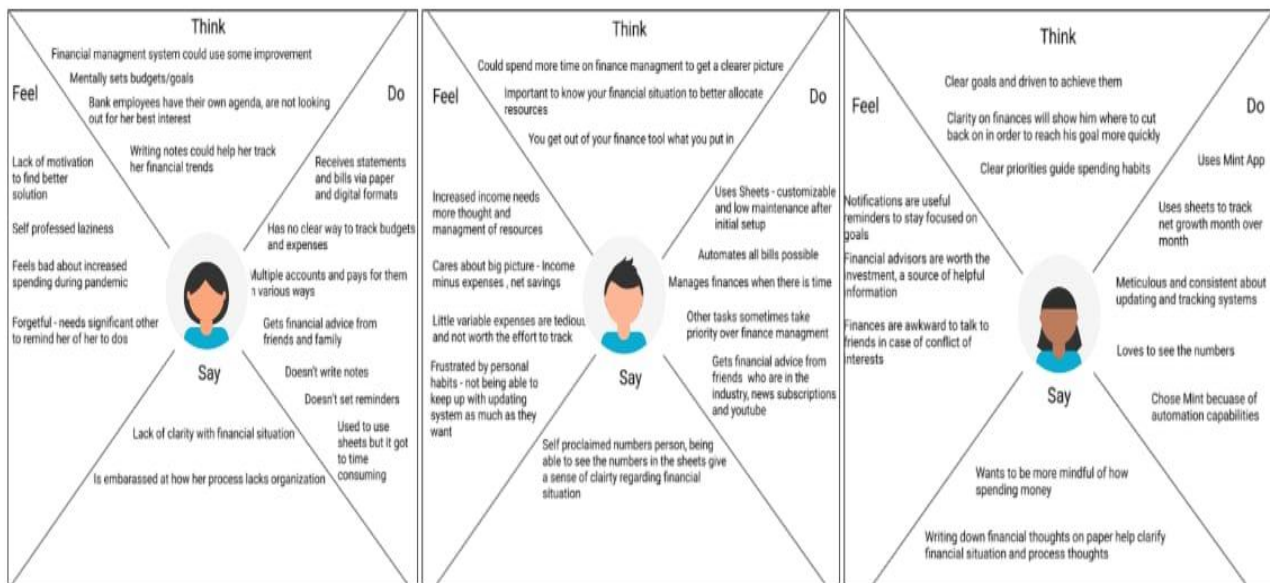 Think
Financial managment system could use some improvement
Mentally sets budgets/goals
Bank employees have their own agenda, are not looking
out for her best interest
Writing notes could help her track
her financial trends
Feel
Lack of motivation
to find better
solution
Self professed laziness
Feels bad about increased
spending during pandemic
Forgetful - needs significant other
to remind her of her to dos
Do
Receives statements
and bills via paper
and digital formats
Has no clear way to track budgets
and expenses
Multiple accounts and pays for them
n various ways
Gets financial advice from
friends and family
Doesn't write notes
Doesn't set reminders
Used to use
sheets but it got
to time
consuming
Say
Lack of clarity with financial situation
Is embarassed at how her process lacks organization
Think
Could spend more time on finance managment to get a clearer picture
Important to know your financial situation to better allocate
resources
You get out of your finance tool what you put in
Feel
Increased income needs
more thought and
managment of resources
Cares about big picture - Income
minus expenses , net savings
Little variable expenses are tedious
and not worth the effort to track
Frustrated by personal
habits - not being able to
keep up with updating
system as much as they
want
Do
Uses Sheets - customizable
and low maintenance after
initial setup
Automates all bills possible
Manages finances when there is time
Other tasks sometimes take
priority over finance managment
Gets financial advice from
friends who are in the
industry, news subscriptions
and youtube
Say
Self proclaimed numbers person, being
able to see the numbers in the sheets give
a sense of clairty regarding financial
situation
Think
Clear goals and driven to achieve them
Clarity on finances will show him where to cut
back on in order to reach his goal more quickly
Clear priorities guide spending habits
Feel
Notifications are useful
reminders to stay focused on
goals
Financial advisors are worth the
investment, a source of helpful
information
Finances are awkward to talk to
friends in case of conflict of
interests
Do
Uses Mint App
Uses sheets to track
net growth month over
month
Meticulous and consistent about
updating and tracking systems
Loves to see the numbers
Chose Mint becuase of
automation capabilities
Say
Wants to be more mindful of how
spending money
Writing down financial thoughts on paper help clarify
financial situation and process thoughts